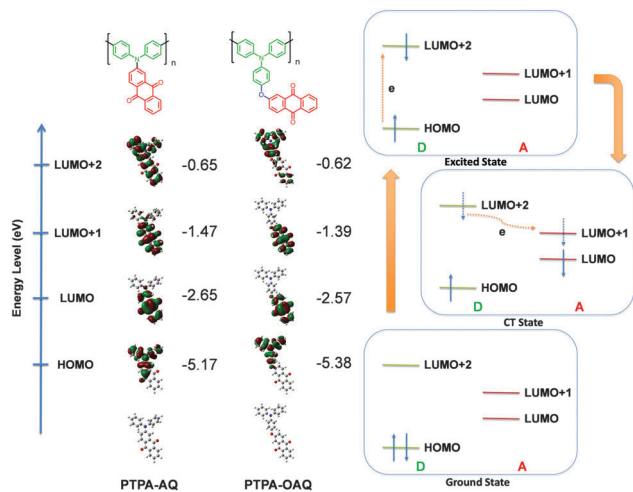 N
O
O
n
N
O
O
O
n
Energy Level (eV)
LUMO+2
-0.65
-0.62
LUMO+1
-1.47
-1.39
LUMO
-2.65
-2.57
HOMO
-5.17
-5.38
PTPA-AQ
PTPA-OAQ
LUMO+2
LUMO+1
e
LUMO
HOMO
D
A
Excited State
LUMO+2
e
LUMO+1
LUMO
HOMO
D
A
CT State
LUMO+2
LUMO+1
LUMO
HOMO
D
A
Ground State